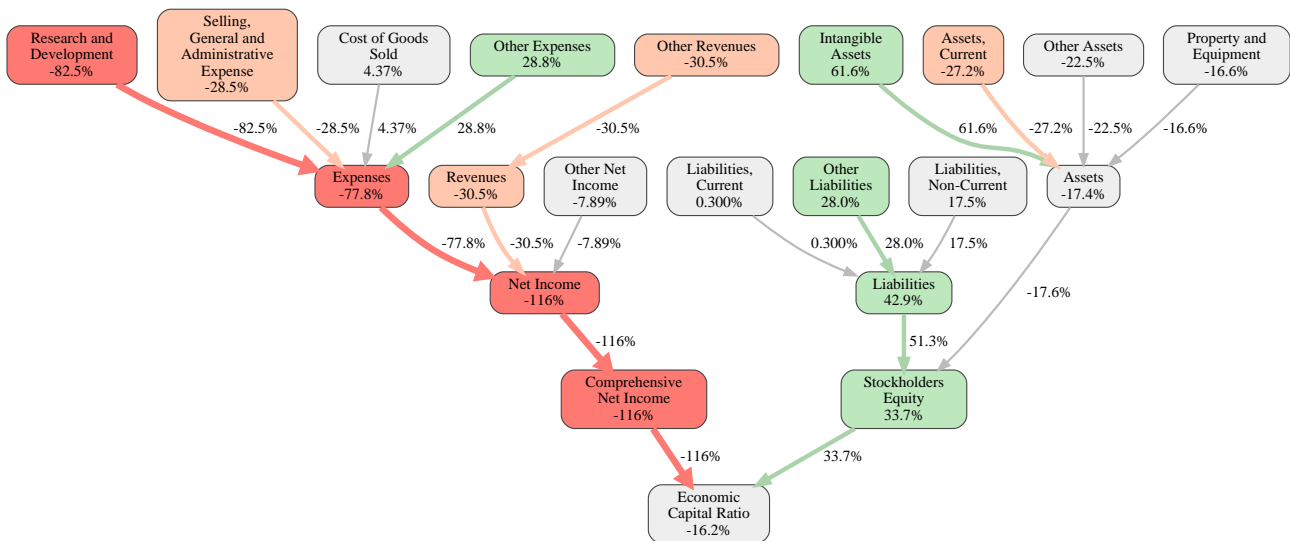 Research and
Development
-82.5%
Selling,
General and
Administrative
Expense
-28.5%
Cost of Goods
Sold
4.37%
Other Expenses
28.8%
Other Revenues
-30.5%
Intangible
Assets
61.6%
Assets,
Current
-27.2%
Other Assets
-22.5%
Property and
Equipment
-16.6%
-82.5%
-28.5%
4.37%
28.8%
-30.5%
61.6%
-27.2%
-22.5%
-16.6%
Expenses
-77.8%
Revenues
-30.5%
Other Net
Income
-7.89%
Liabilities,
Current
0.300%
Other
Liabilities
28.0%
Liabilities,
Non-Current
17.5%
Assets
-17.4%
-77.8%
-30.5%
-7.89%
0.300%
28.0%
17.5%
-17.6%
Net Income
-116%
Liabilities
42.9%
-116%
51.3%
Comprehensive
Net Income
-116%
Stockholders
Equity
33.7%
-116%
33.7%
Economic
Capital Ratio
-16.2%